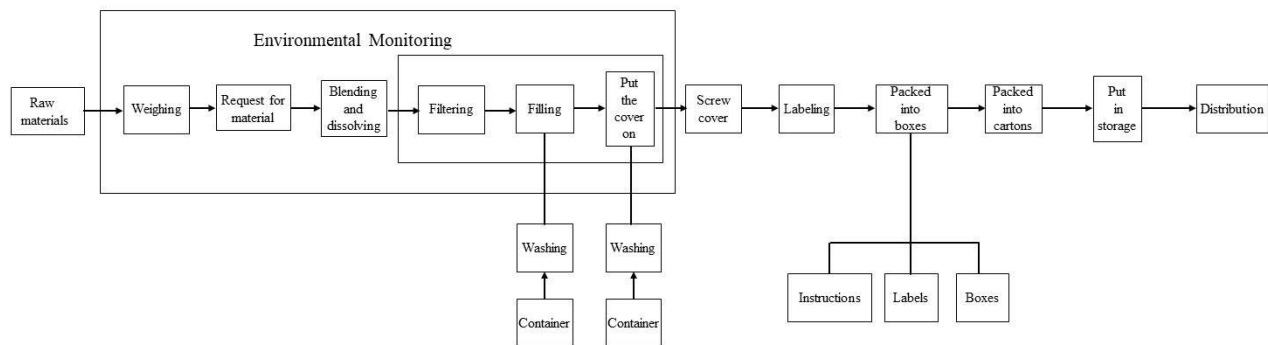 Environmental Monitoring
Raw
materials
Weighing
Request for
material
Blending
and
dissolving
Filtering
Filling
Put
the
cover
on
Screw
cover
Labeling
Packed
into
boxes
Packed
into
cartons
Put
in
storage
Distribution
Washing
Washing
Container
Container
Instructions
Labels
Boxes